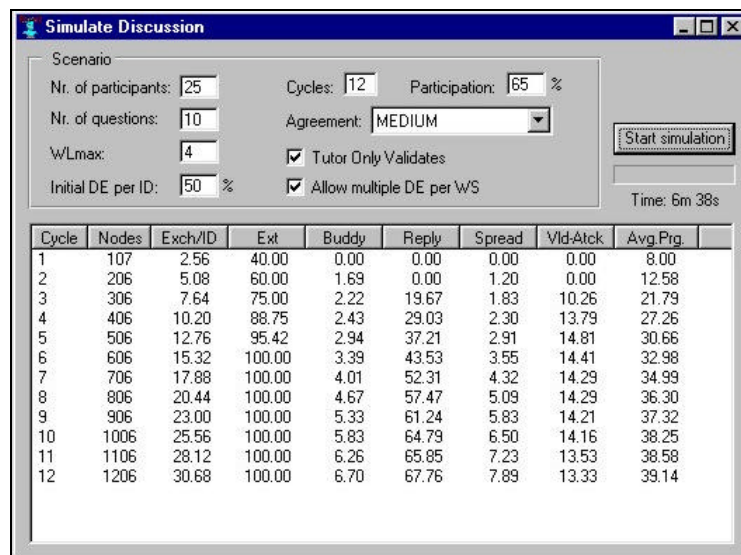 Simulate Discussion
Scenario
Nr. of participants: 25 Cycles: 12 Participation: 65 %
Nr. of questions: 10 Agreement: MEDIUM
WLmax: 4 Tutor Only Validates
Initial DE per ID: 50 % Allow multiple DE per WS
Start simulation
Time: 6m 38s
Cycle Nodes Exch/ID Ext Buddy Reply Spread Vld-Atck Avg.Prg.
1 107 2.56 40.00 0.00 0.00 0.00 0.00 8.00
2 206 5.08 60.00 1.69 0.00 1.20 0.00 12.58
3 306 7.64 75.00 2.22 19.67 1.83 10.26 21.79
4 406 10.20 88.75 2.43 29.03 2.30 13.79 27.26
5 506 12.76 95.42 2.94 37.21 2.91 14.81 30.66
6 606 15.32 100.00 3.39 43.53 3.55 14.41 32.98
7 706 17.88 100.00 4.01 52.31 4.32 14.29 34.99
8 806 20.44 100.00 4.67 57.47 5.09 14.29 36.30
9 906 23.00 100.00 5.33 61.24 5.83 14.21 37.32
10 1006 25.56 100.00 5.83 64.79 6.50 14.16 38.25
11 1106 28.12 100.00 6.26 65.85 7.23 13.53 38.58
12 1206 30.68 100.00 6.70 67.76 7.89 13.33 39.14